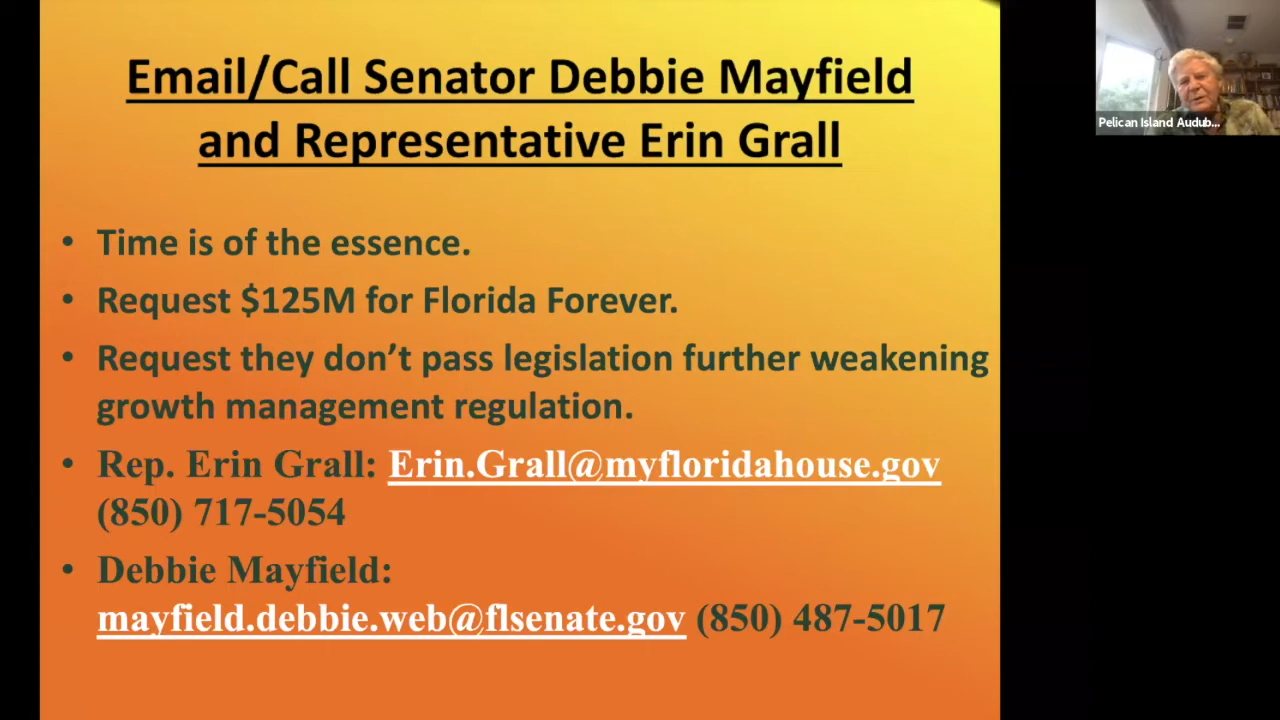 Email/Call Senator Debbie Mayfield
and Representative Erin Grall
• Time is of the essence.
• Request $125M for Florida Forever.
• Request they don’t pass legislation further weakening
growth management regulation.
• Rep. Erin Grall: Erin.Grall@myfloridahouse.gov
(850) 717-5054
• Debbie Mayfield:
mayfield.debbie.web@flsenate.gov (850) 487-5017
Pelican Island Audub...